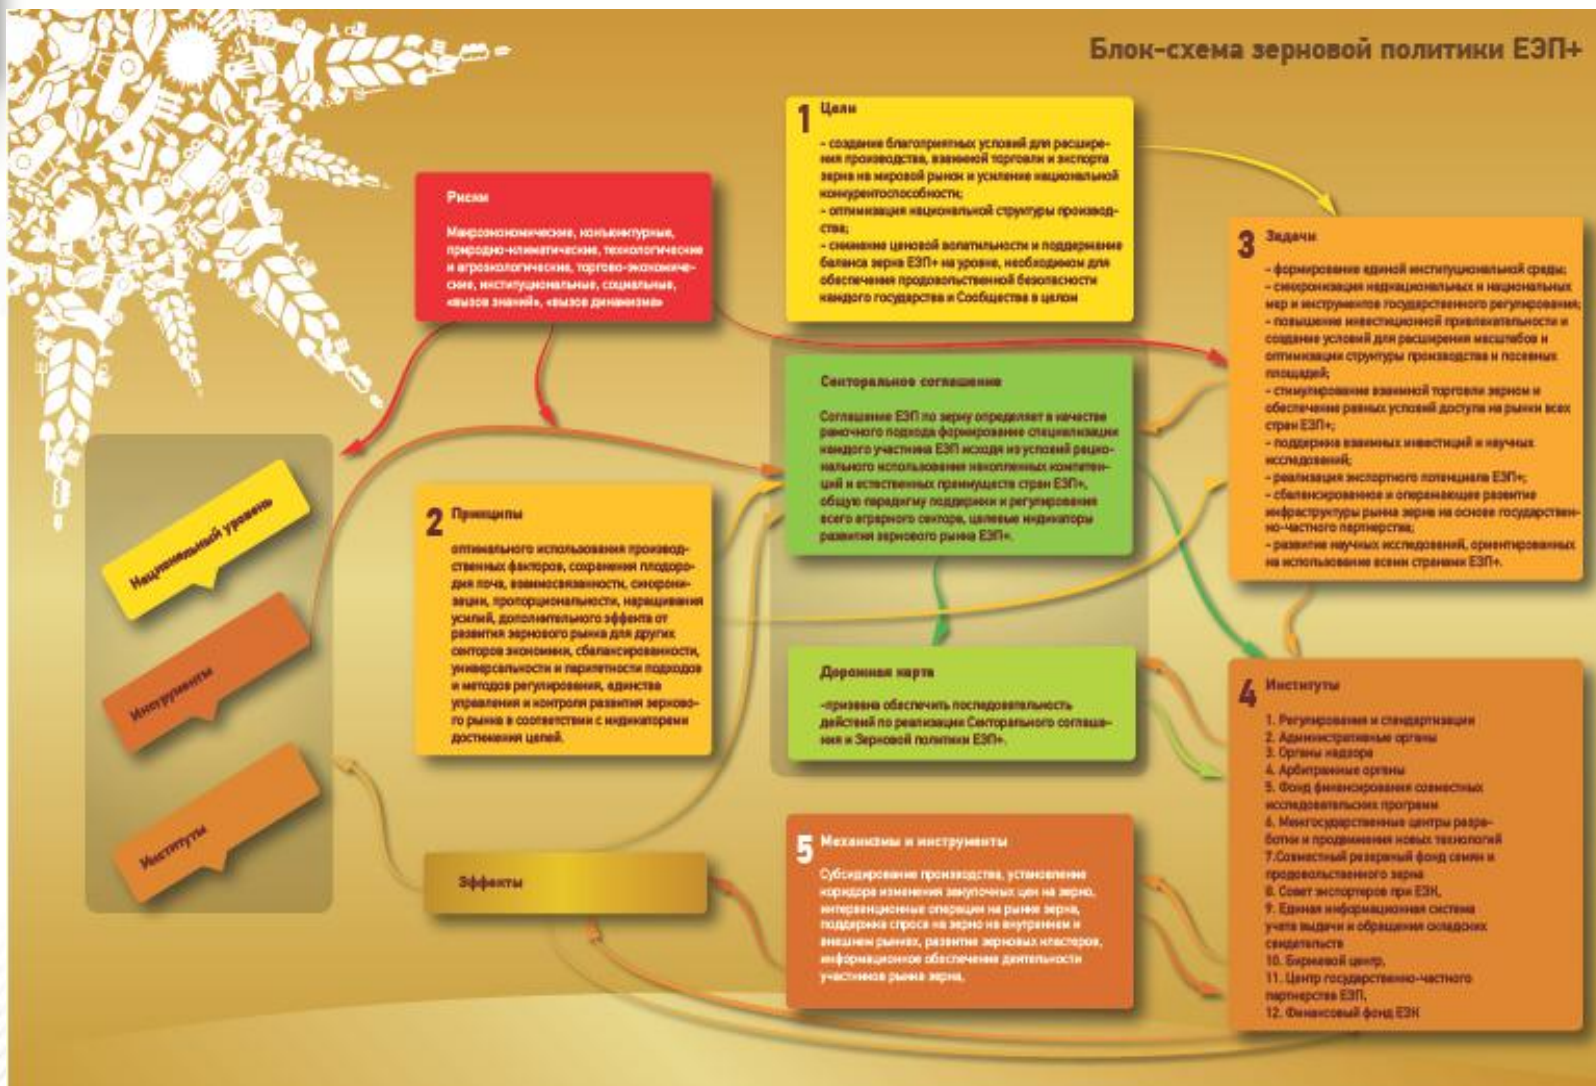 Блок-схема зерновой политики ЕЭП+
1 Цели
- создание благоприятных условий для расшире-
ния производства, взаимной торговли и экспорта
зерна на мировой рынок и усиление национальной
конкурентоспособности;
- оптимизация национальной структуры производ-
ства;
- снижение ценовой волатильности и поддержание
баланса зерна ЕЭП+ на уровне, необходимом для
обеспечения продовольственной безопасности
каждого государства и Сообщества в целом
Риски
Макроэкономические, конъюнктурные,
природно-климатические, технологические
и агроэкологические, торгово-экономиче-
ские, институциональные, социальные,
«вызов знаний», «вызов динамизма»
3 Задачи
- формирование единой институциональной среды;
- синхронизация наднациональных и национальных
мер и инструментов государственного регулирования;
- повышение инвестиционной привлекательности и
создание условий для расширения масштабов и
оптимизации структуры производства и посевных
площадей;
- стимулирование взаимной торговли зерном и
обеспечение равных условий доступа на рынки всех
стран ЕЭП+;
- поддержка взаимных инвестиций и научных
исследований;
- реализация экспортного потенциала ЕЭП+;
- сбалансированное и опережающее развитие
инфраструктуры рынка зерна на основе государствен-
но-частного партнерства;
- развитие научных исследований, ориентированных
на использование всеми странами ЕЭП+.
Секторальное соглашение
Соглашение ЕЭП по зерну определяет в качестве
рамочного подхода формирование специализации
каждого участника ЕЭП исходя из условий рацио-
нального использования накопленных компетен-
ций и естественных преимуществ стран ЕЭП+,
общую парадигму поддержки и регулирования
всего аграрного сектора, целевые индикаторы
развития зернового рынка ЕЭП+.
Национальный уровень
Инструменты
Институты
2 Принципы
оптимального использования производ-
ственных факторов, сохранения плодоро-
дия почв, взаимосвязанности, синхрони-
зации, пропорциональности, наращивания
усилий, дополнительного эффекта от
развития зернового рынка для других
секторов экономики, сбалансированности,
универсальности и паритетности подходов
и методов регулирования, единства
управления и контроля развития зерново-
го рынка в соответствии с индикаторами
достижения целей.
Дорожная карта
-призвана обеспечить последовательность
действий по реализации Секторального соглаше-
ния и Зерновой политики ЕЭП+.
4 Институты
1. Регулирования и стандартизации
2. Административные органы
3. Органы надзора
4. Арбитражные органы
5. Фонд финансирования совместных
исследовательских программ
6. Межгосударственные центры разра-
ботки и продвижения новых технологий
7.Совместный резервный фонд семян и
продовольственного зерна
8. Совет экспортеров при ЕЭК,
9. Единая информационная система
учета выдачи и обращения складских
свидетельств
10. Биржевой центр,
11. Центр государственно-частного
партнерства ЕЭП,
12. Финансовый фонд ЕЭК
5 Механизмы и инструменты
Субсидирование производства, установление
коридора изменения закупочных цен на зерно,
интервенционные операции на рынке зерна,
поддержка спроса на зерно на внутреннем и
внешнем рынках, развитие зерновых кластеров,
информационное обеспечение деятельности
участников рынка зерна.
Эффекты